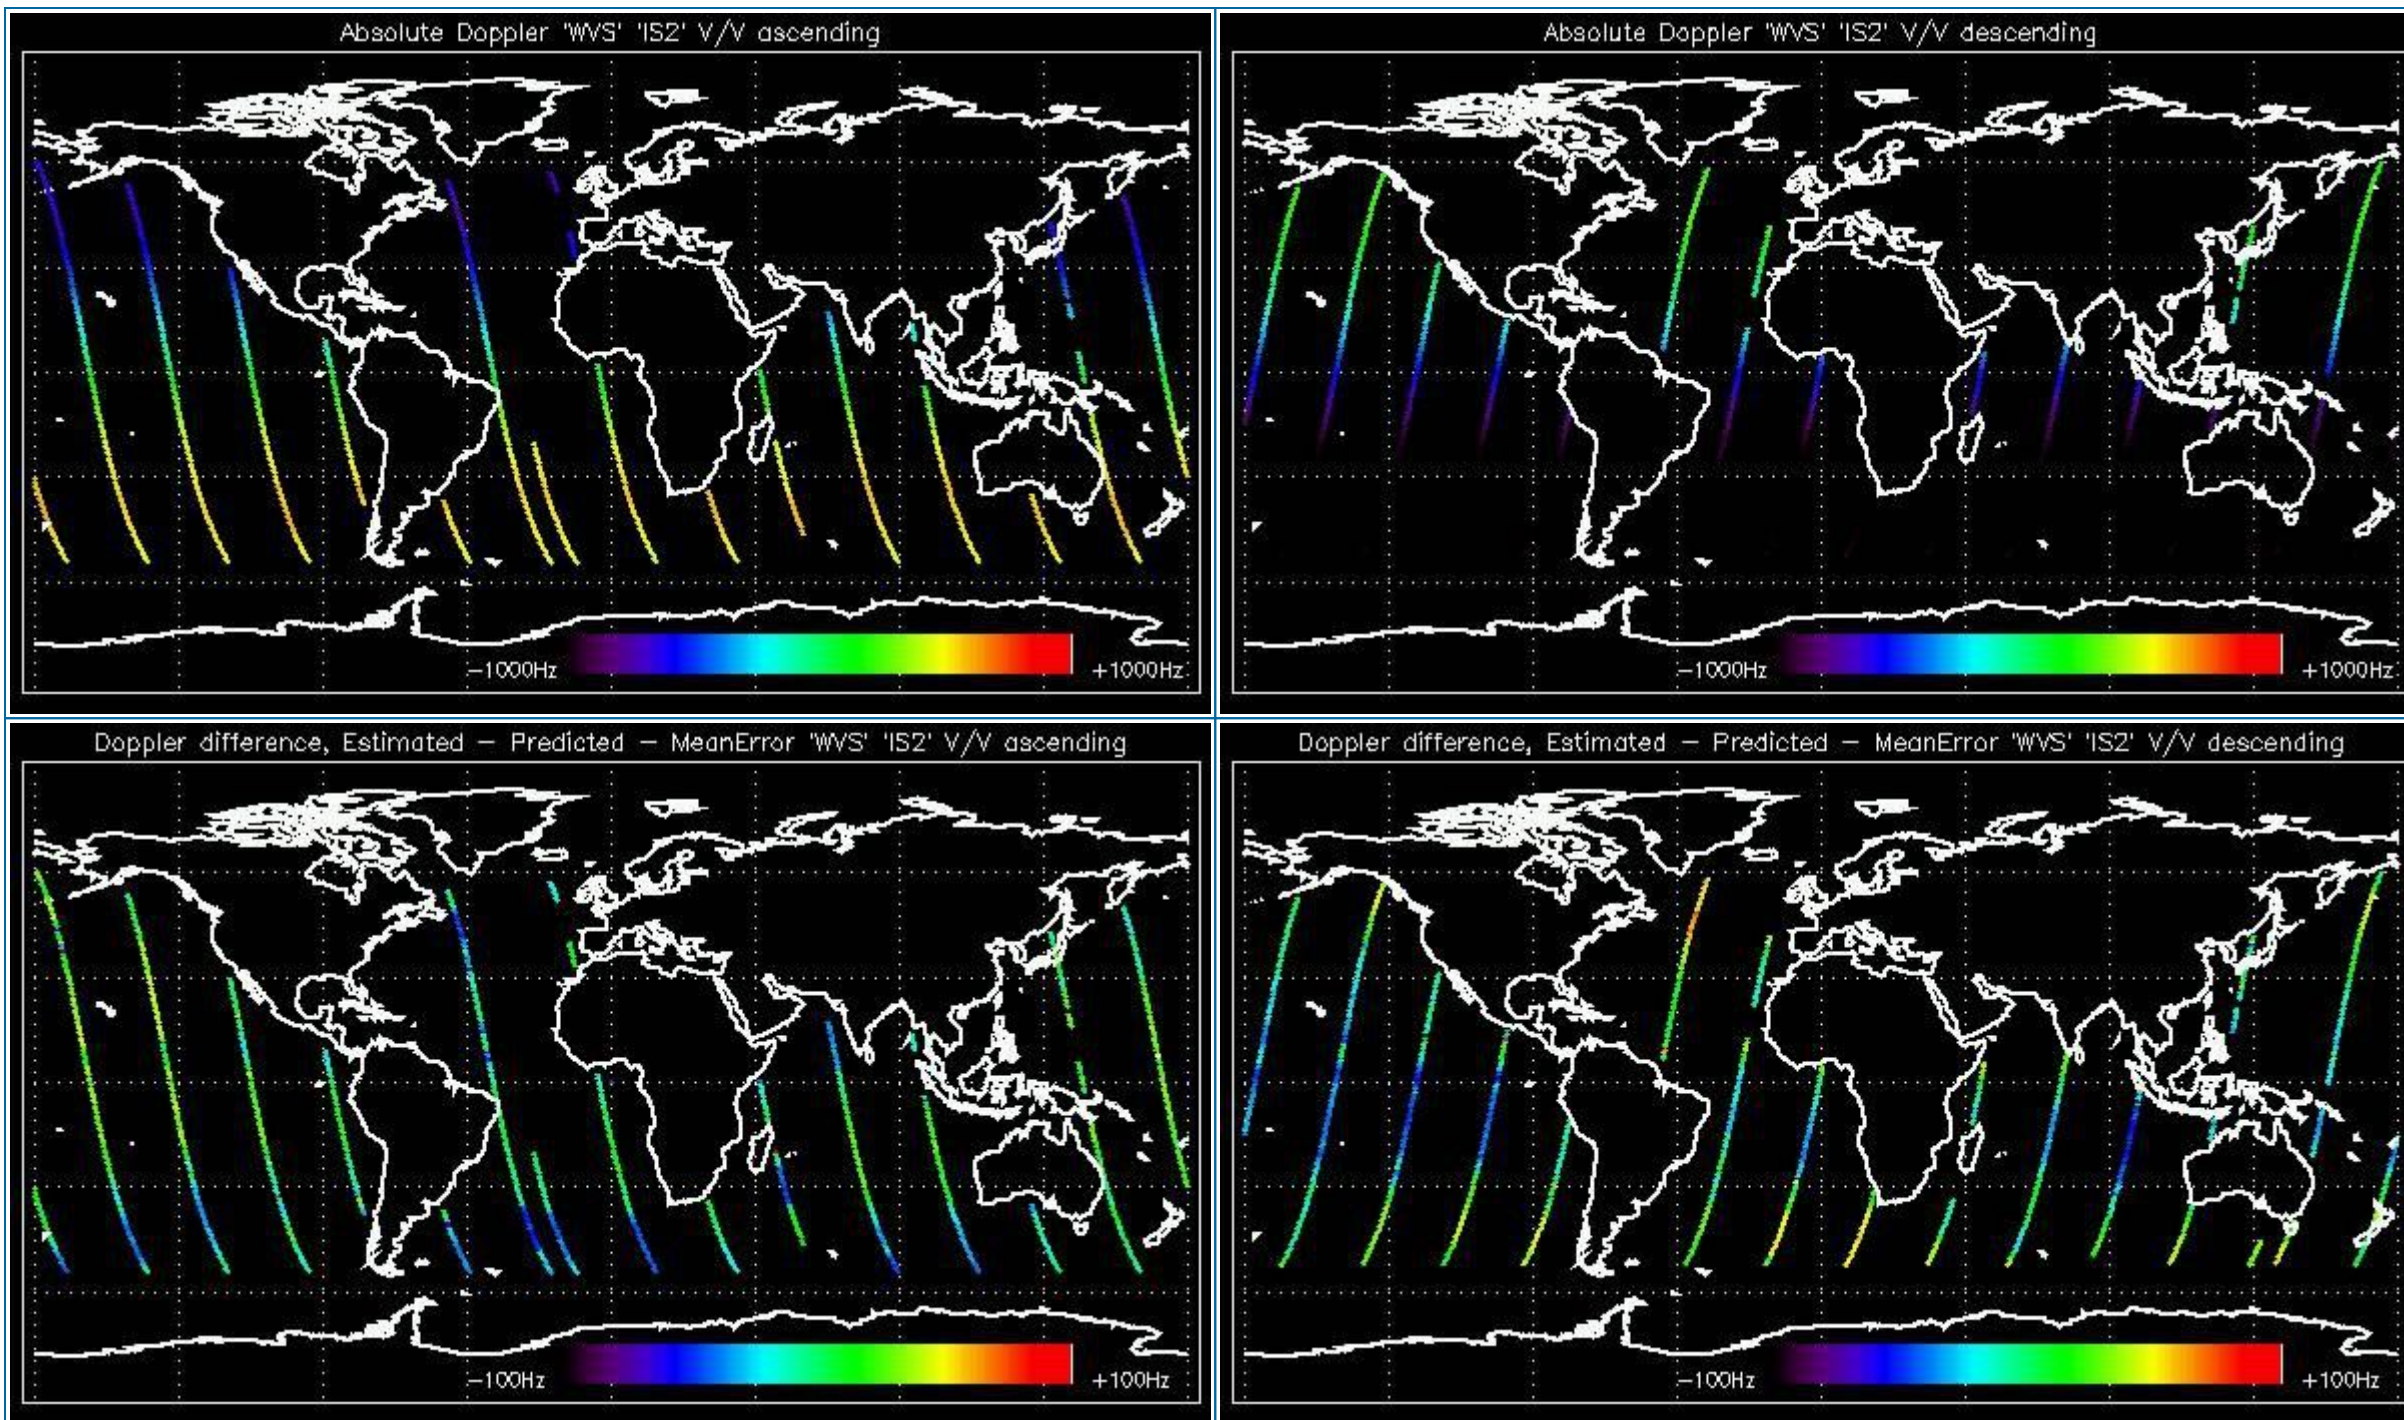 Absolute Doppler 'WVS' 'IS2' V/V ascending
-1000Hz
+1000Hz
Absolute Doppler 'WVS' 'IS2' V/V descending
-1000Hz
+1000Hz
Doppler difference, Estimated - Predicted - MeanError 'WVS' 'IS2' V/V ascending
-100Hz
+100Hz
Doppler difference, Estimated - Predicted - MeanError 'WVS' 'IS2' V/V descending
-100Hz
+100Hz